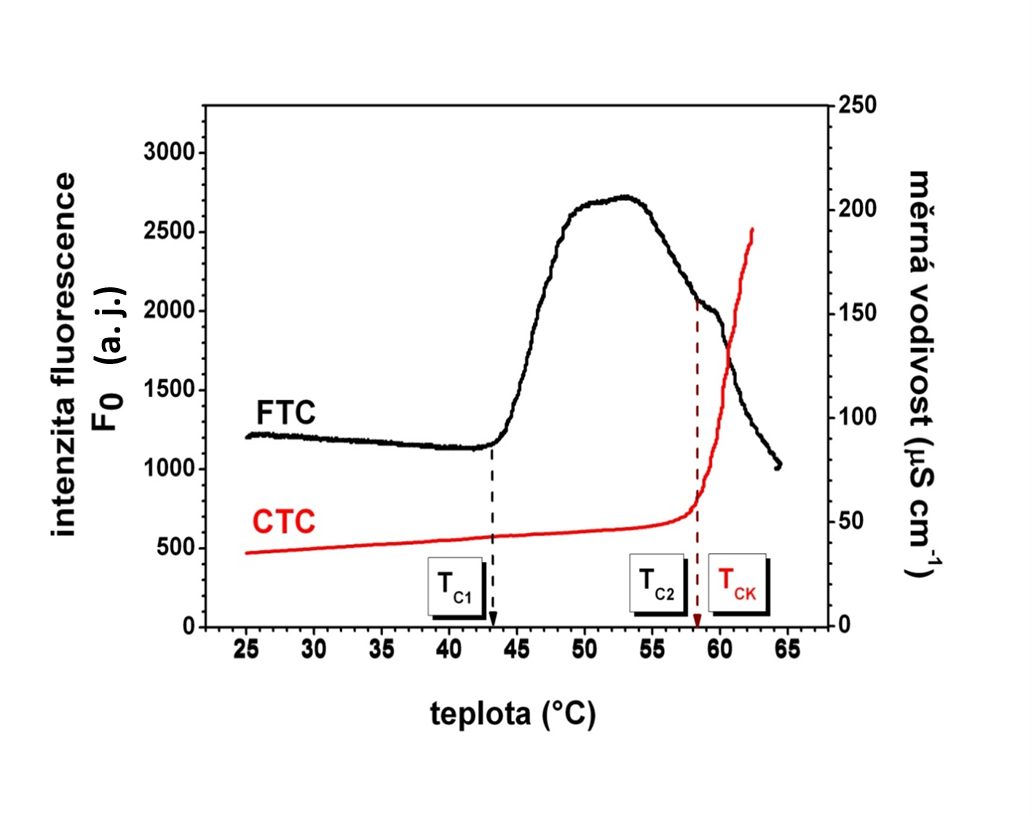 intenzita fluorescence
F0 (a. j.)
3000
2500
2000
1500
1000
500
0
250
200
150
100
50
0
měrná vodivost (μS cm-1)
FTC
CTC
TC1
TC2
TCK
25 30 35 40 45 50 55 60 65
teplota (°C)